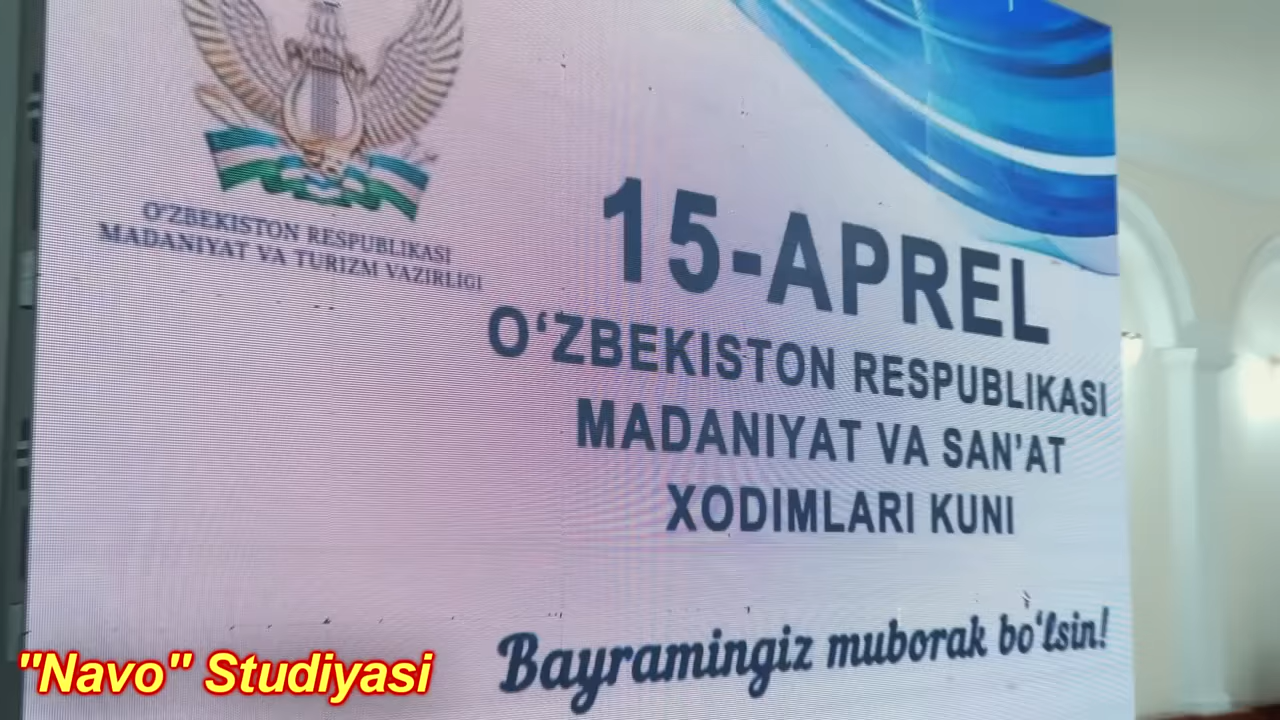 O'ZBEKISTON RESPUBLIKASI
MADANIYAT VA TURIZM VAZIRLIGI
15-APREL
O‘ZBEKISTON RESPUBLIKASI
MADANIYAT VA SAN’AT
XODIMLARI KUNI
Bayramingiz muborak bo‘lsin!
"Navo" Studiyasi